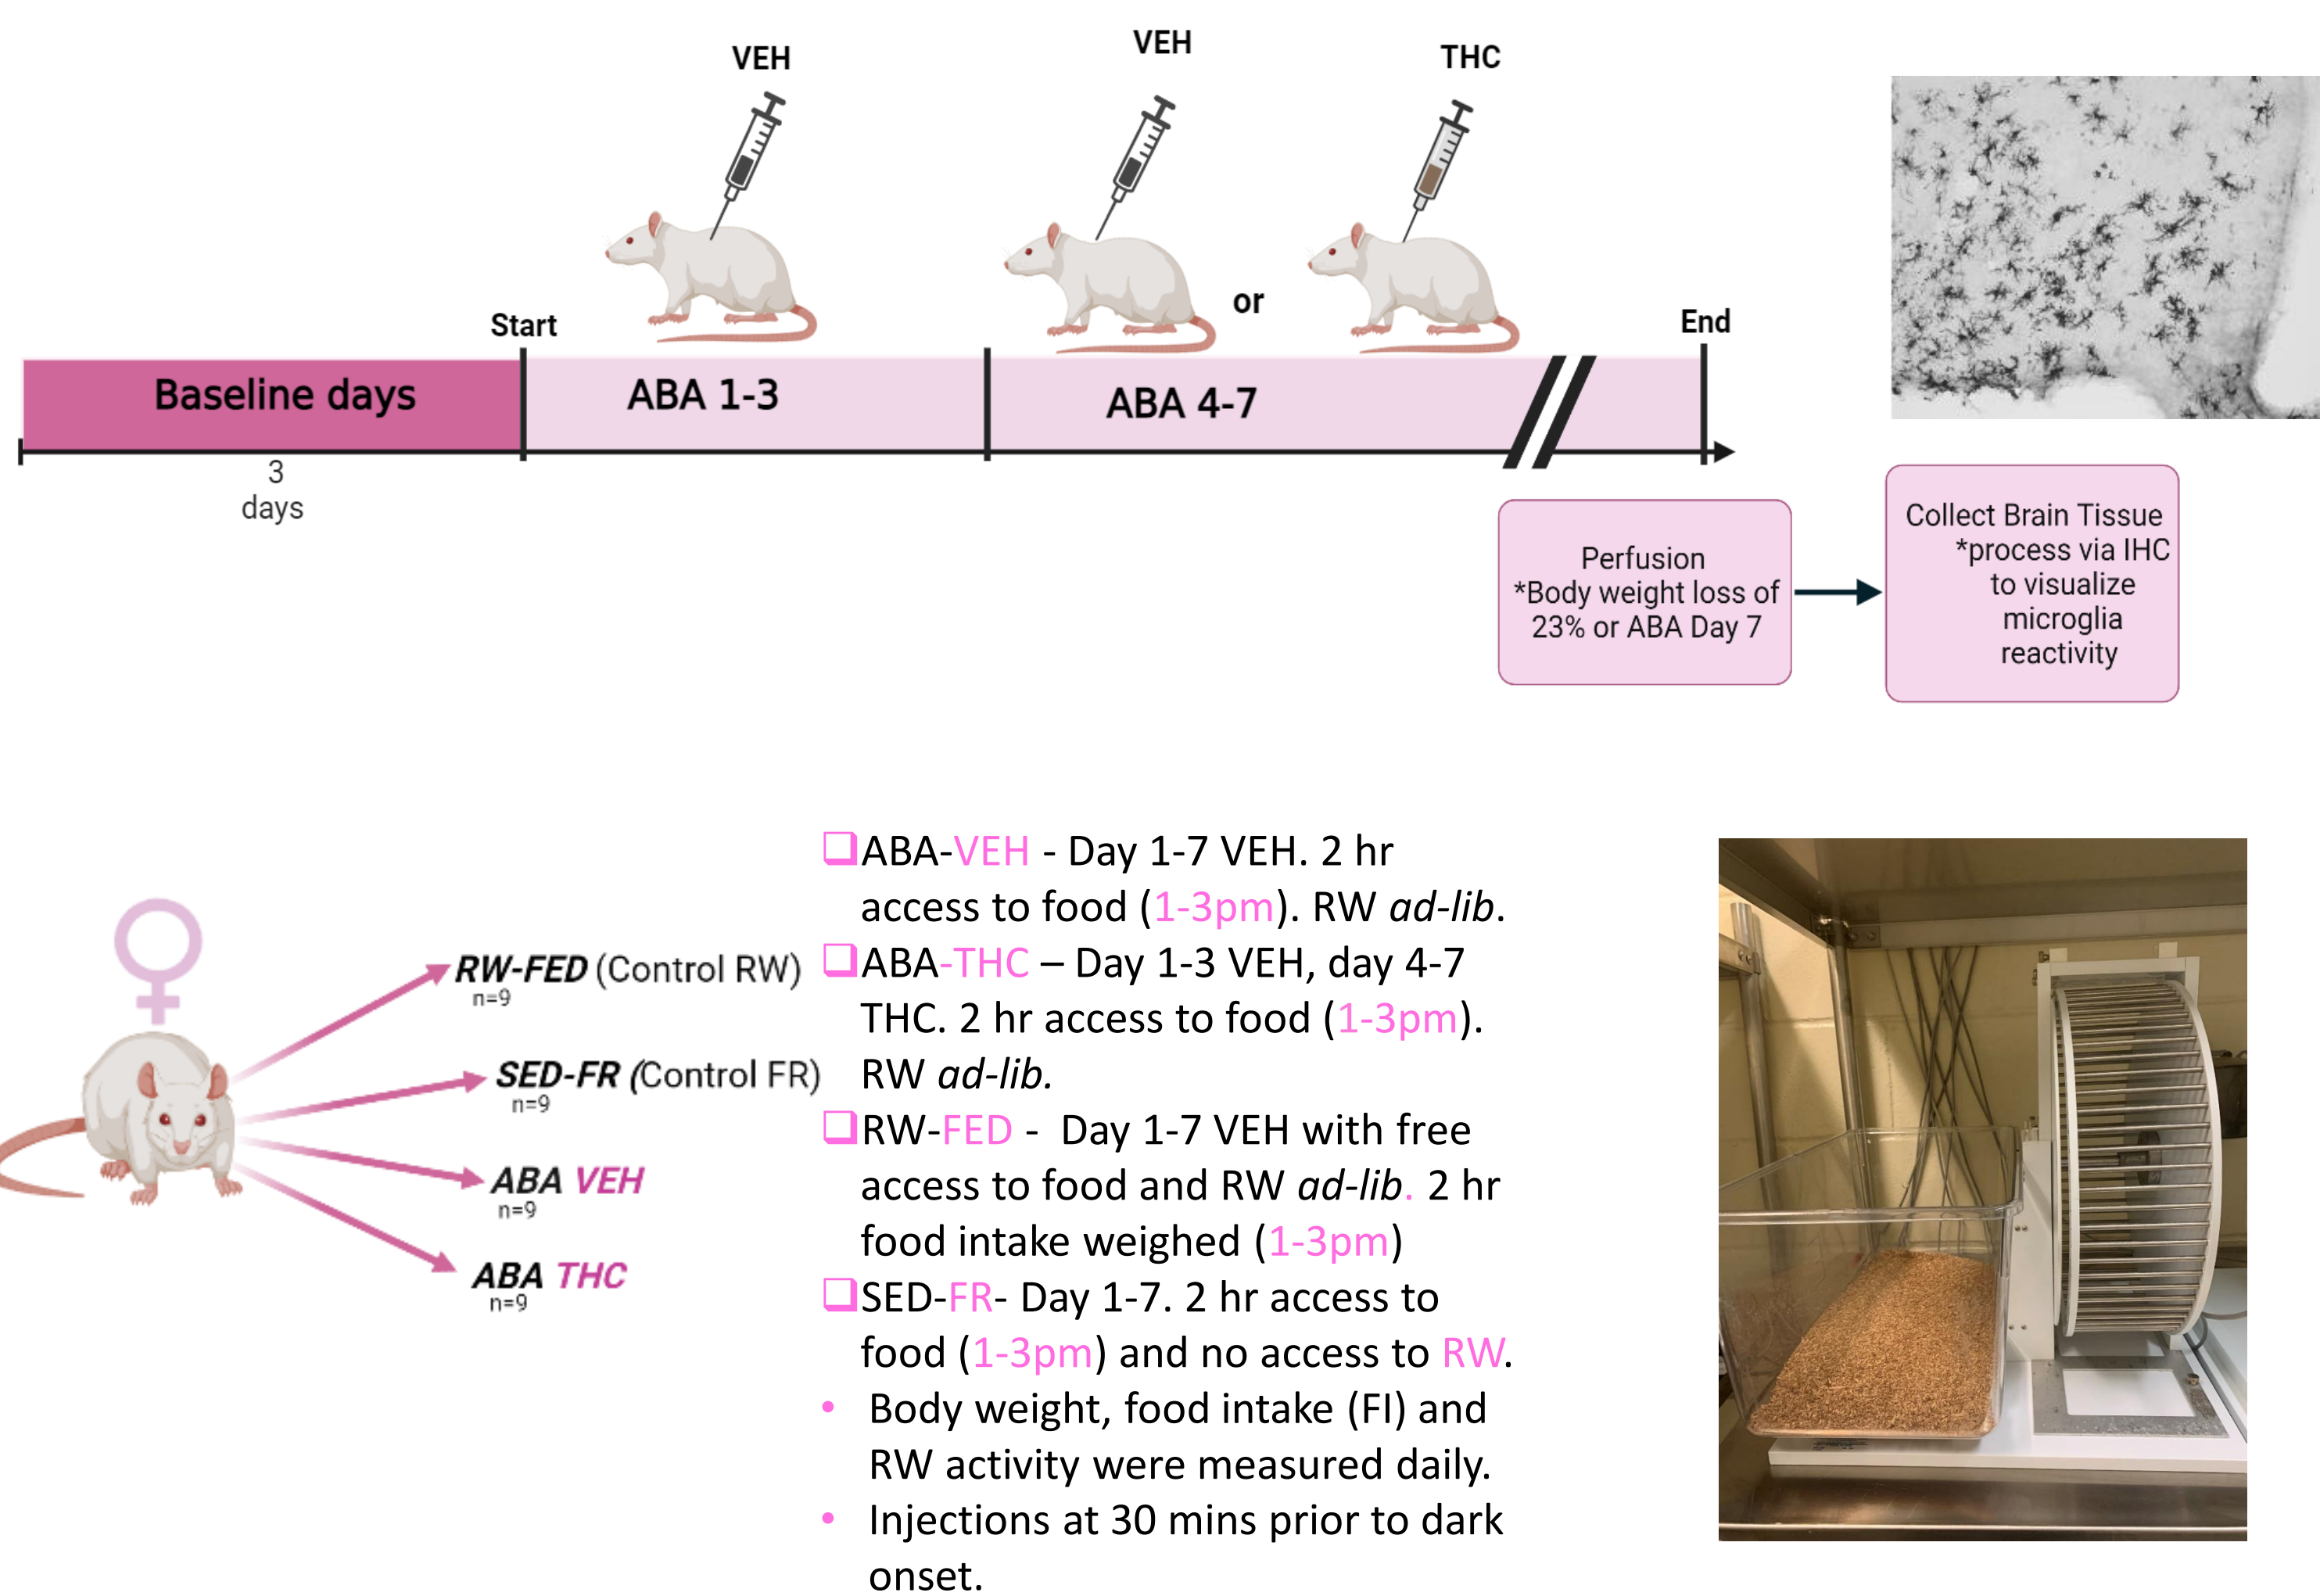 VEH
VEH
THC
or
Start
End
Baseline days
ABA 1-3
ABA 4-7
3
days
Perfusion
*Body weight loss of
23% or ABA Day 7
Collect Brain Tissue
*process via IHC
to visualize
microglia
reactivity
RW-FED (Control RW)
n=9
SED-FR (Control FR)
n=9
ABA VEH
n=9
ABA THC
n=9
❑ABA-VEH - Day 1-7 VEH. 2 hr
access to food (1-3pm). RW ad-lib.
❑ABA-THC – Day 1-3 VEH, day 4-7
THC. 2 hr access to food (1-3pm).
RW ad-lib.
❑RW-FED - Day 1-7 VEH with free
access to food and RW ad-lib. 2 hr
food intake weighed (1-3pm)
❑SED-FR- Day 1-7. 2 hr access to
food (1-3pm) and no access to RW.
• Body weight, food intake (FI) and
RW activity were measured daily.
• Injections at 30 mins prior to dark
onset.